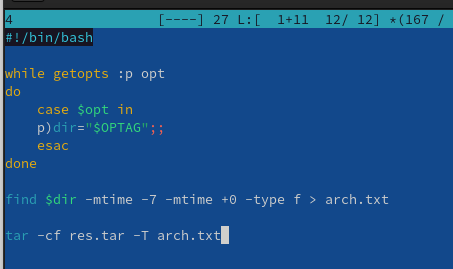 4 [----] 27 L:[ 1+11 12/ 12] *(167 /
#!/bin/bash
while getopts :p opt
do
case $opt in
p)dir="$OPTAG";;
esac
done
find $dir -mtime -7 -mtime +0 -type f > arch.txt
tar -cf res.tar -T arch.txt